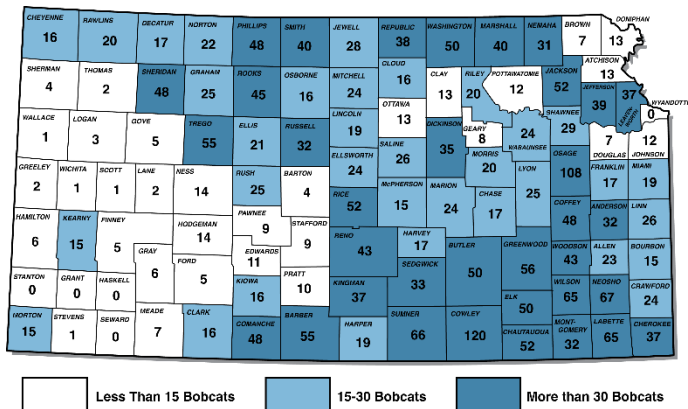 CHEYENNE 16
RAWLINS 20
DECATUR 17
NORTON 22
PHILLIPS 48
SMITH 40
JEWELL 28
REPUBLIC 38
WASHINGTON 50
MARSHALL 40
NEMAHA 31
BROWN 7
DONIPHAN 13
SHERMAN 4
THOMAS 2
SHERIDAN 48
GRAHAM 25
ROOKS 45
OSBORNE 16
MITCHELL 24
CLOUD 16
CLAY 13
RILEY 20
POTTAWATOMIE 12
JACKSON 52
ATCHISON 13
JEFFERSON 39
LEAVEN-
WORTH 37
WYANDOTTE 0
WALLACE 1
LOGAN 3
GOVE 5
TREGO 55
ELLIS 21
RUSSELL 32
LINCOLN 19
OTTAWA 13
DICKINSON 35
GEARY 8
WABAUNSEE 24
SHAWNEE 29
DOUGLAS 7
JOHNSON 12
GREELEY 2
WICHITA 1
SCOTT 1
LANE 2
NESS 14
RUSH 25
BARTON 4
ELLSWORTH 24
SALINE 26
MORRIS 20
LYON 25
OSAGE 108
FRANKLIN 17
MIAMI 19
HAMILTON 6
KEARNY 15
FINNEY 5
HODGEMAN 14
PAWNEE 9
STAFFORD 9
RICE 52
MCPHERSON 15
MARION 24
CHASE 17
COFFEY 48
ANDERSON 32
LINN 26
GRAY 6
FORD 5
EDWARDS 11
RENO 43
HARVEY 17
BUTLER 50
GREENWOOD 56
WOODSON 43
ALLEN 23
BOURBON 15
STANTON 0
GRANT 0
HASKELL 0
KIOWA 16
PRATT 10
KINGMAN 37
SEDGWICK 33
ELK 50
WILSON 65
NEOSHO 67
CRAWFORD 24
MORTON 15
STEVENS 1
SEWARD 0
MEADE 7
CLARK 16
COMANCHE 48
BARBER 55
HARPER 19
SUMNER 66
COWLEY 120
CHAUTAUQUA 52
MONT-
GOMERY 32
LABETTE 65
CHEROKEE 37
Less Than 15 Bobcats
15-30 Bobcats
More than 30 Bobcats